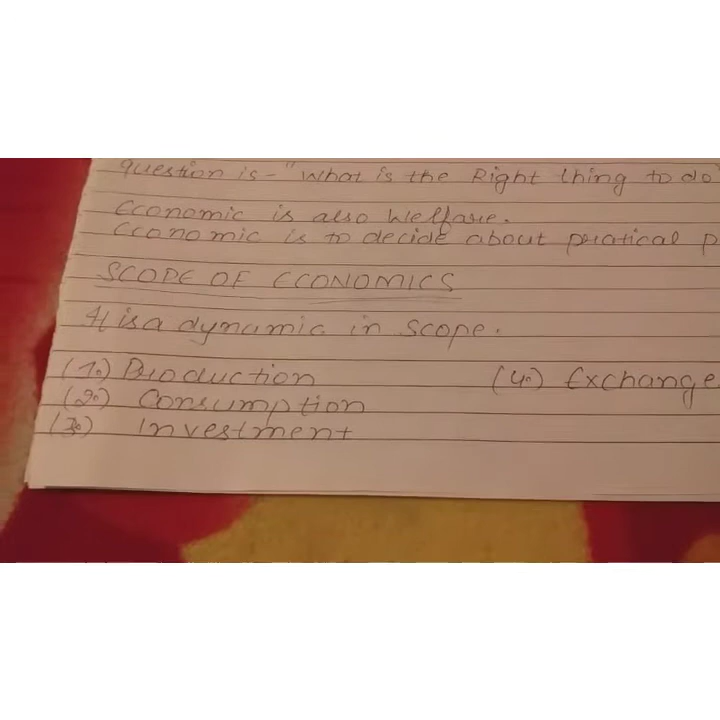 question is - "What is the Right thing to do"
Economic is also Welfare.
Economic is to decide about pratical p
SCOPE OF ECONOMICS
It is a dynamic in scope.
(1.) Production (4.) Exchange
(2.) Consumption
(3.) Investment